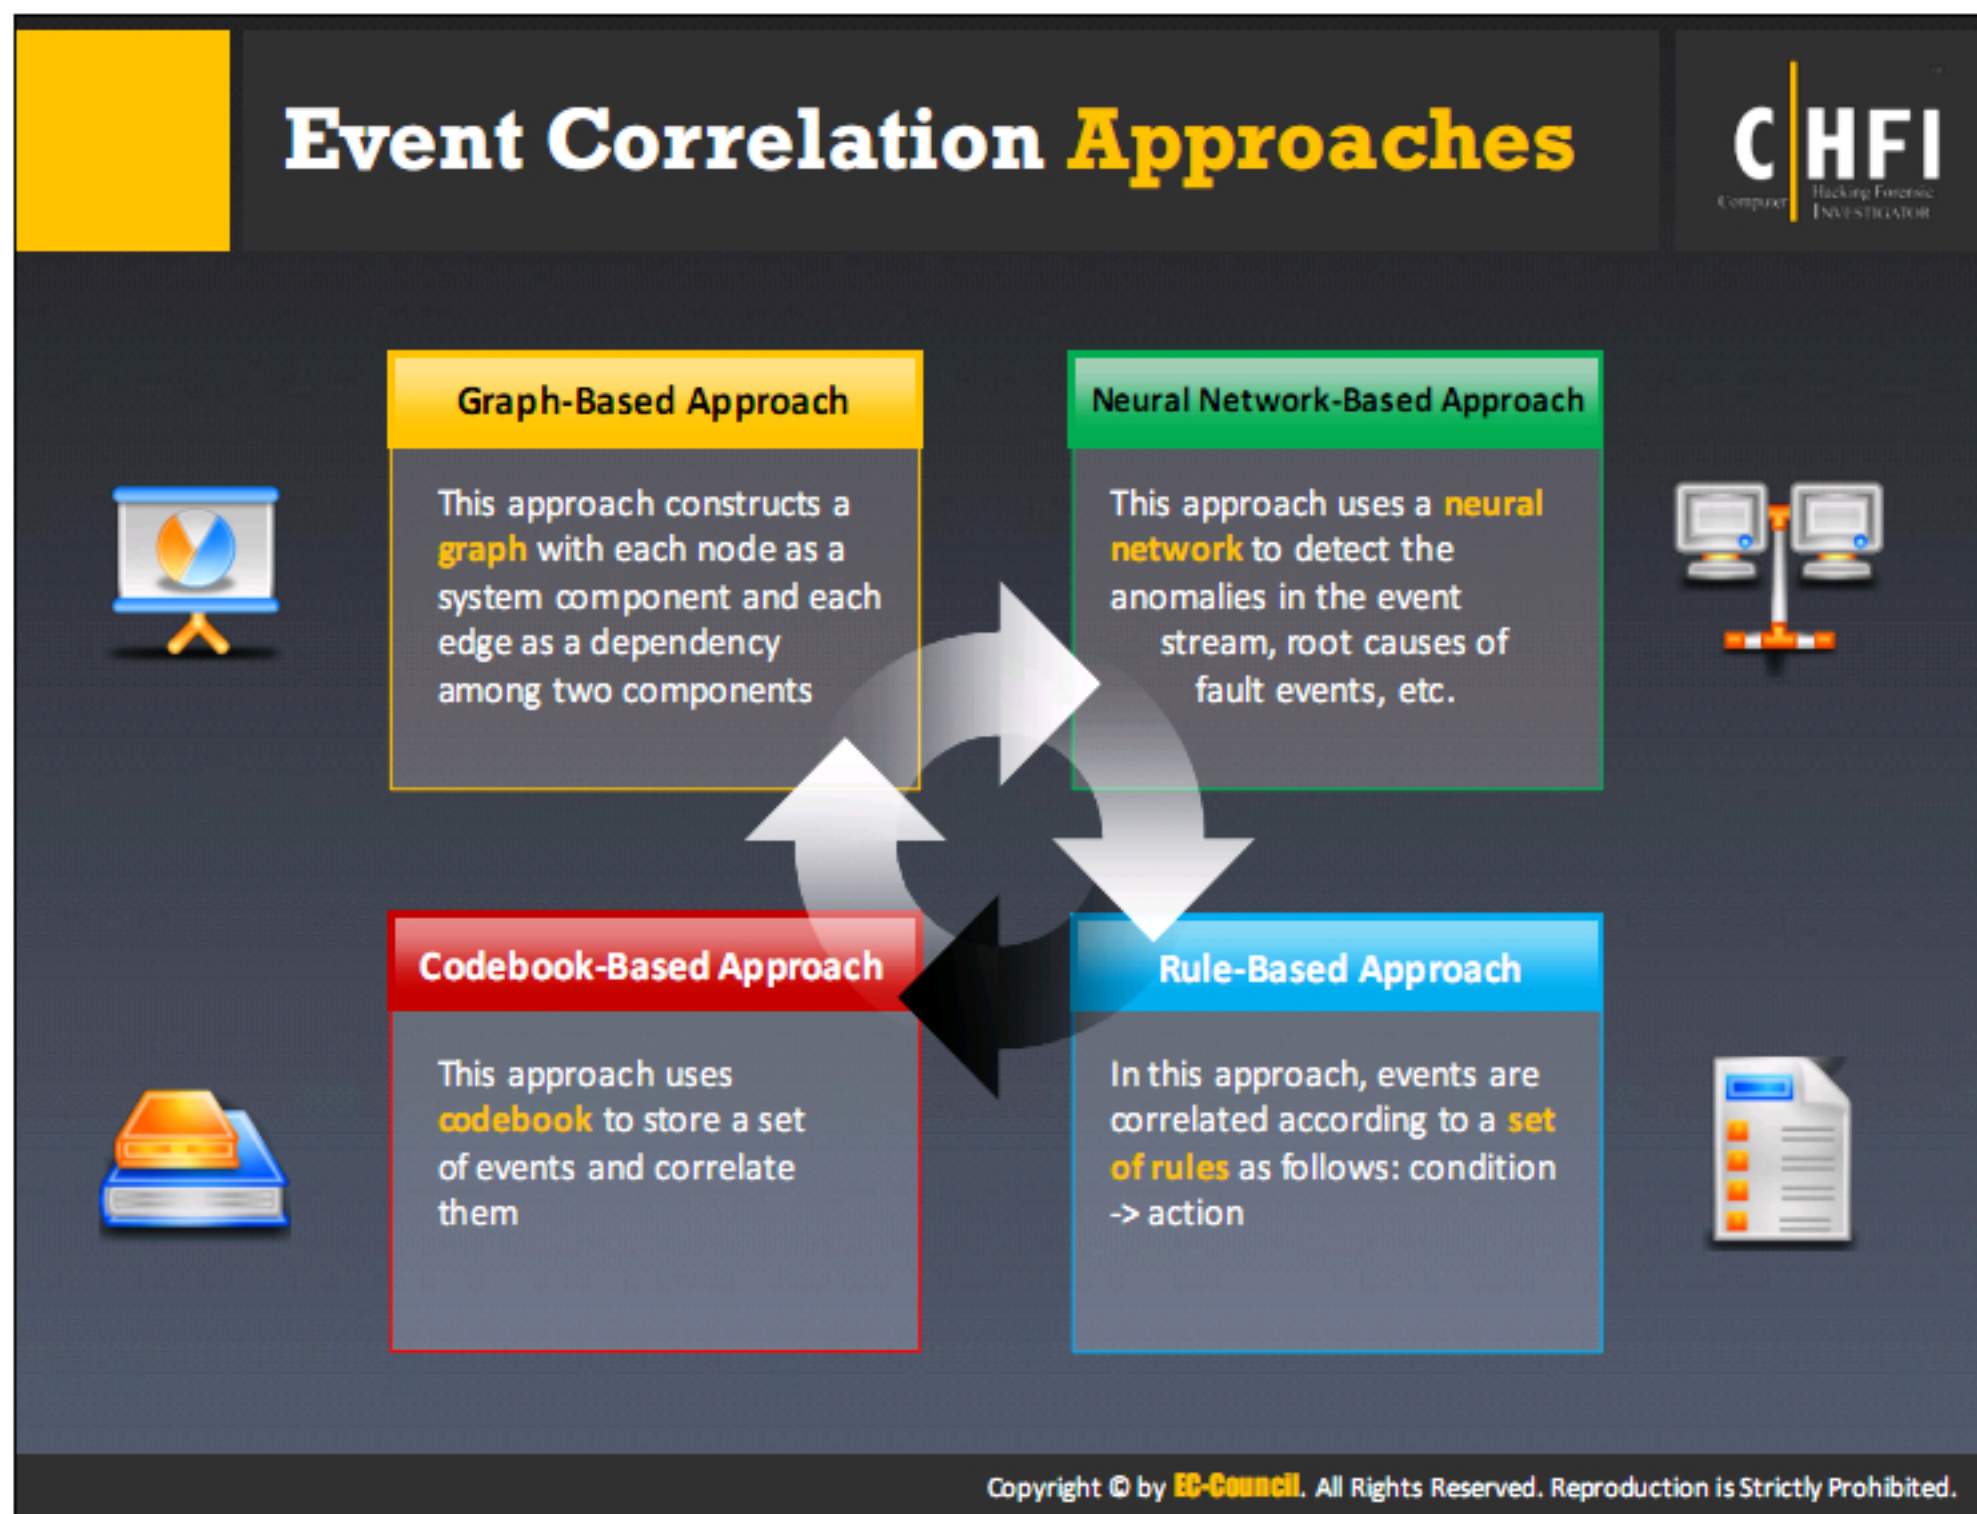 Event Correlation Approaches
C HFI
Computer
Hacking Forensic
INVESTIGATOR
Graph-Based Approach
This approach constructs a
graph with each node as a
system component and each
edge as a dependency
among two components
Neural Network-Based Approach
This approach uses a neural
network to detect the
anomalies in the event
stream, root causes of
fault events, etc.
Codebook-Based Approach
This approach uses
codebook to store a set
of events and correlate
them
Rule-Based Approach
In this approach, events are
correlated according to a set
of rules as follows: condition
-> action
Copyright © by EC-Council. All Rights Reserved. Reproduction is Strictly Prohibited.